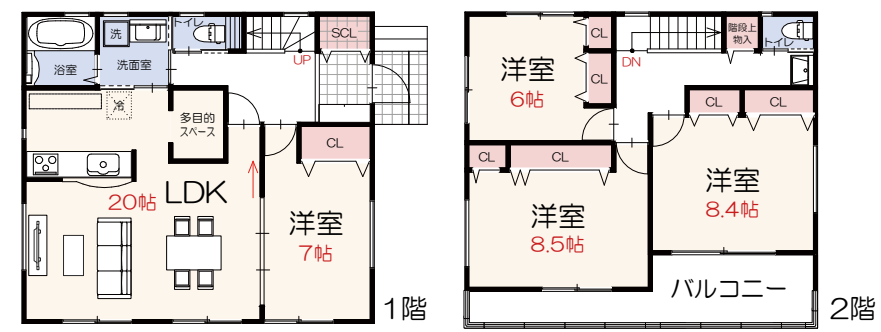 トイレ
洗
SCL
浴室
洗面室
UP
冷
多目的
スペース
CL
20帖
LDK
洋室
7帖
1階
CL
階段上
物入
トイレ
DN
洋室
6帖
CL
CL
CL
CL
CL
洋室
8.4帖
洋室
8.5帖
バルコニー
2階